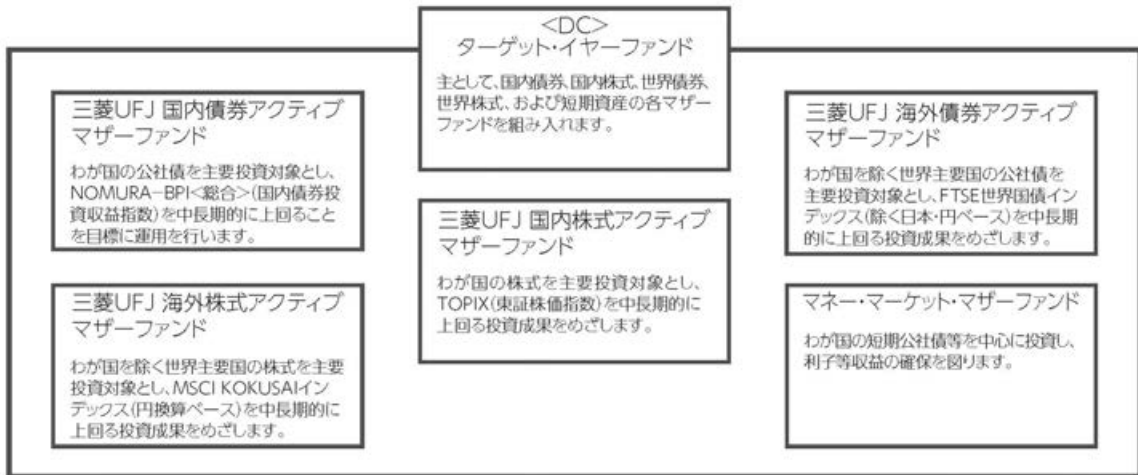 <DC>
ターゲット・イヤーファンド
主として、国内債券、国内株式、世界債券、
世界株式、および短期資産の各マザー
ファンドを組み入れます。
三菱UFJ 国内債券アクティブ
マザーファンド
わが国の公社債を主要投資対象とし、
NOMURA-BPI<総合>(国内債券投
資収益指数)を中長期的に上回ること
を目標に運用を行います。
三菱UFJ 国内株式アクティブ
マザーファンド
わが国の株式を主要投資対象とし、
TOPIX(東証株価指数)を中長期的に
上回る投資成果をめざします。
三菱UFJ 海外債券アクティブ
マザーファンド
わが国を除く世界主要国の公社債を
主要投資対象とし、FTSE世界国債イン
デックス(除く日本・円ベース)を中長期
的に上回る投資成果をめざします。
三菱UFJ 海外株式アクティブ
マザーファンド
わが国を除く世界主要国の株式を主要
投資対象とし、MSCI KOKUSAIイン
デックス(円換算ベース)を中長期的に
上回る投資成果をめざします。
マネー・マーケット・マザーファンド
わが国の短期公社債等を中心に投資し、
利子等収益の確保を図ります。